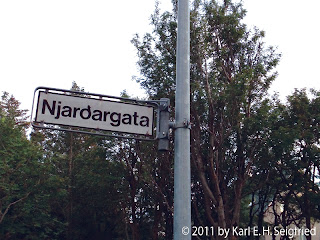 Njarðargata
© 2011 by Karl E. H. Seigfried